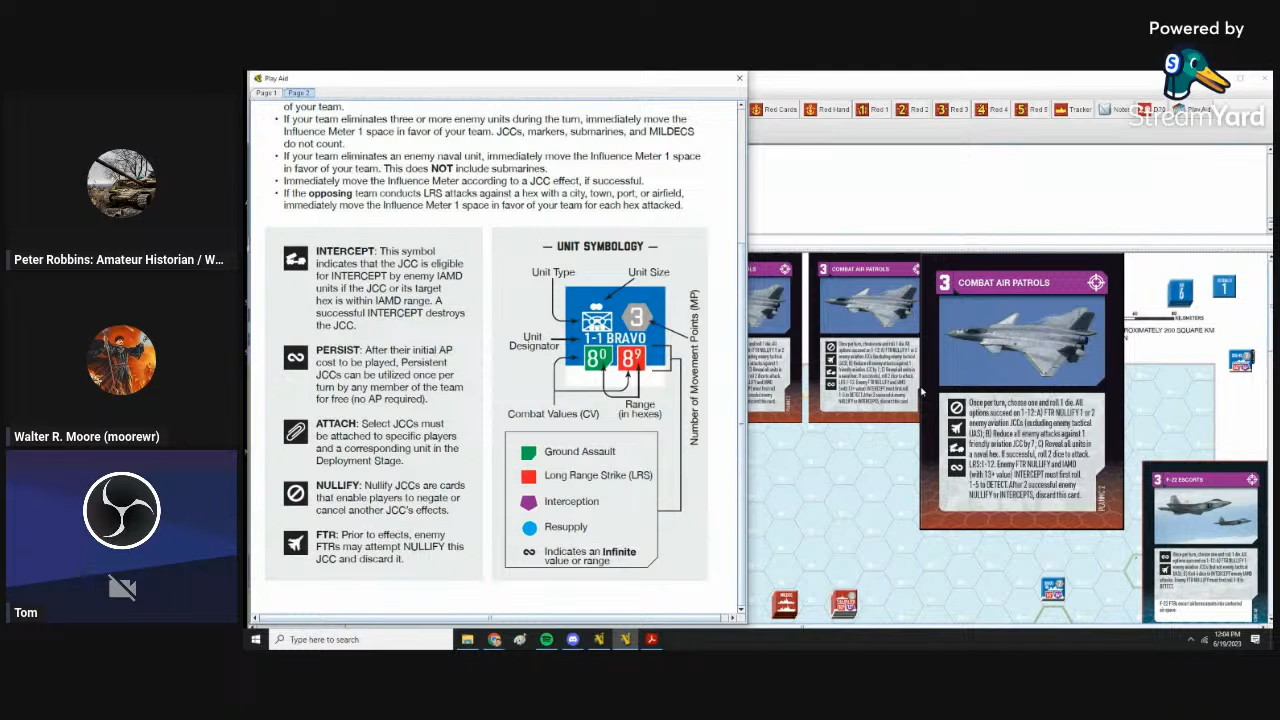 Powered by
StreamYard
Play Aid
Page 1
Page 2
of your team.
• If your team eliminates three or more enemy units during the turn, immediately move the
Influence Meter 1 space in favor of your team. JCCs, markers, submarines, and MILDECS
do not count.
• If your team eliminates an enemy naval unit, immediately move the Influence Meter 1 space
in favor of your team. This does NOT include submarines.
• Immediately move the Influence Meter according to a JCC effect, if successful.
• If the opposing team conducts LRS attacks against a hex with a city, town, port, or airfield,
immediately move the Influence Meter 1 space in favor of your team for each hex attacked.
INTERCEPT: This symbol
indicates that the JCC is eligible
for INTERCEPT by enemy IAMD
units if the JCC or its target
hex is within IAMD range. A
successful INTERCEPT destroys
the JCC.
PERSIST: After their initial AP
cost to be played, Persistent
JCCs can be utilized once per
turn by any member of the team
for free (no AP required).
ATTACH: Select JCCs must
be attached to specific players
and a corresponding unit in the
Deployment Stage.
NULLIFY: Nullify JCCs are cards
that enable players to negate or
cancel another JCC's effects.
FTR: Prior to effects, enemy
FTRs may attempt NULLIFY this
JCC and discard it.
— UNIT SYMBOLOGY —
Unit Type
Unit Size
3
1-1 BRAVO
Unit
Designator
8⁰ 8⁹
Combat Values (CV)
Range
(in hexes)
Number of Movement Points (MP)
Ground Assault
Long Range Strike (LRS)
Interception
Resupply
Indicates an Infinite
value or range
Red Cards
Red Hand
Red 1
Red 2
Red 3
Red 4
Red 5
Tracker
3 COMBAT AIR PATROLS
3 COMBAT AIR PATROLS
Once per turn, choose one and roll 1 die. All
options succeed on 1-12: A) FTR NULLIFY 1 or 2
enemy aviation JCCs (excluding enemy tactical
UAS); B) Reduce all enemy attacks against 1
friendly aviation JCC by 7; C) Reveal all units in
a naval hex. If successful, roll 2 dice to attack.
LRS:1-12. Enemy FTR NULLIFY and IAMD
(with 13+ value) INTERCEPT must first roll
1-5 to DETECT. After 2 successful enemy
NULLIFY or INTERCEPTS, discard this card.
KILOMETERS
200 SQUARE KM
3 F-22 ESCORTS
Peter Robbins: Amateur Historian / W...
Walter R. Moore (moorewr)
Tom
Type here to search
12:04 PM
6/19/2023